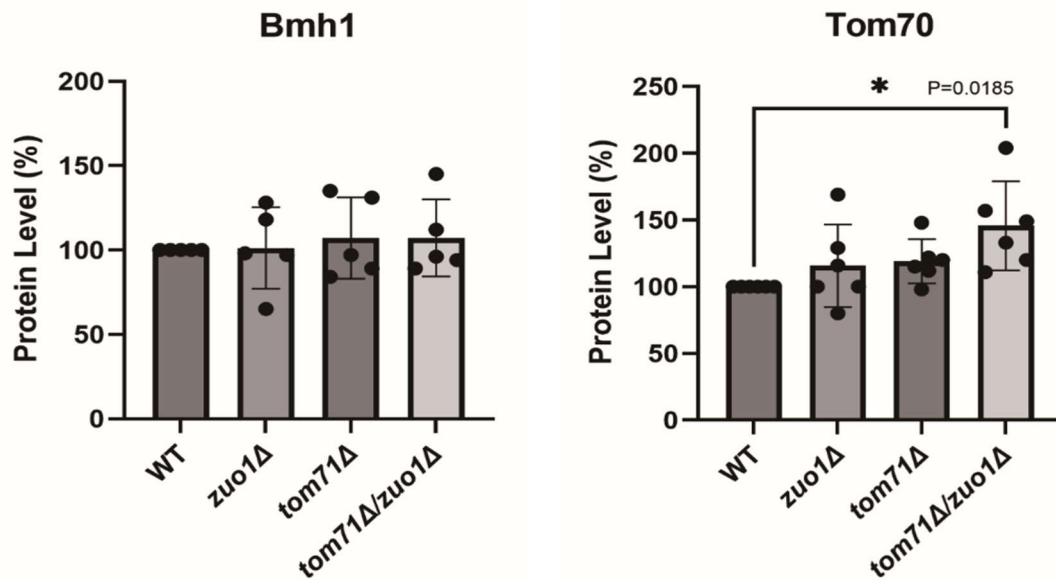 Bmh1
Protein Level (%)
200
150
100
50
0
WT
zuo1Δ
tom71Δ
tom71Δ/zuo1Δ
Tom70
Protein Level (%)
250
200
150
100
50
0
* P=0.0185
WT
zuo1Δ
tom71Δ
tom71Δ/zuo1Δ